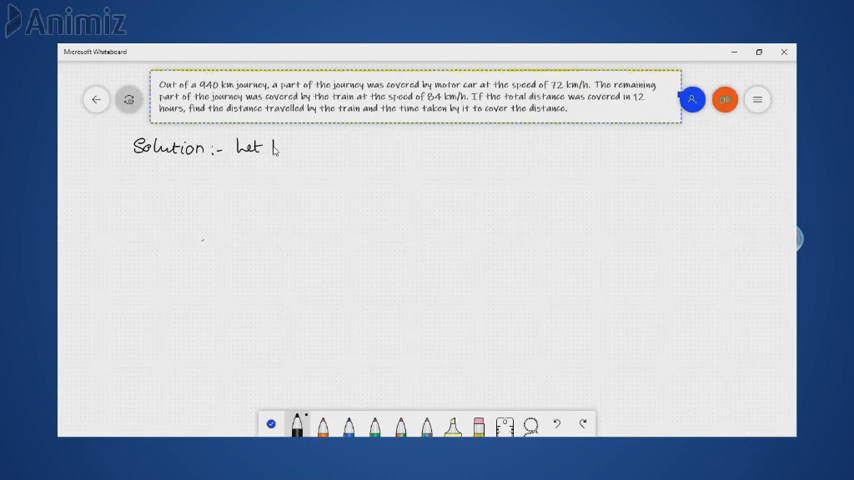 Animiz
Microsoft Whiteboard
Out of a 940 km journey, a part of the journey was covered by motor car at the speed of 72 km/h. The remaining
part of the journey was covered by the train at the speed of 84 km/h. If the total distance was covered in 12
hours, find the distance travelled by the train and the time taken by it to cover the distance.
Solution :- Let